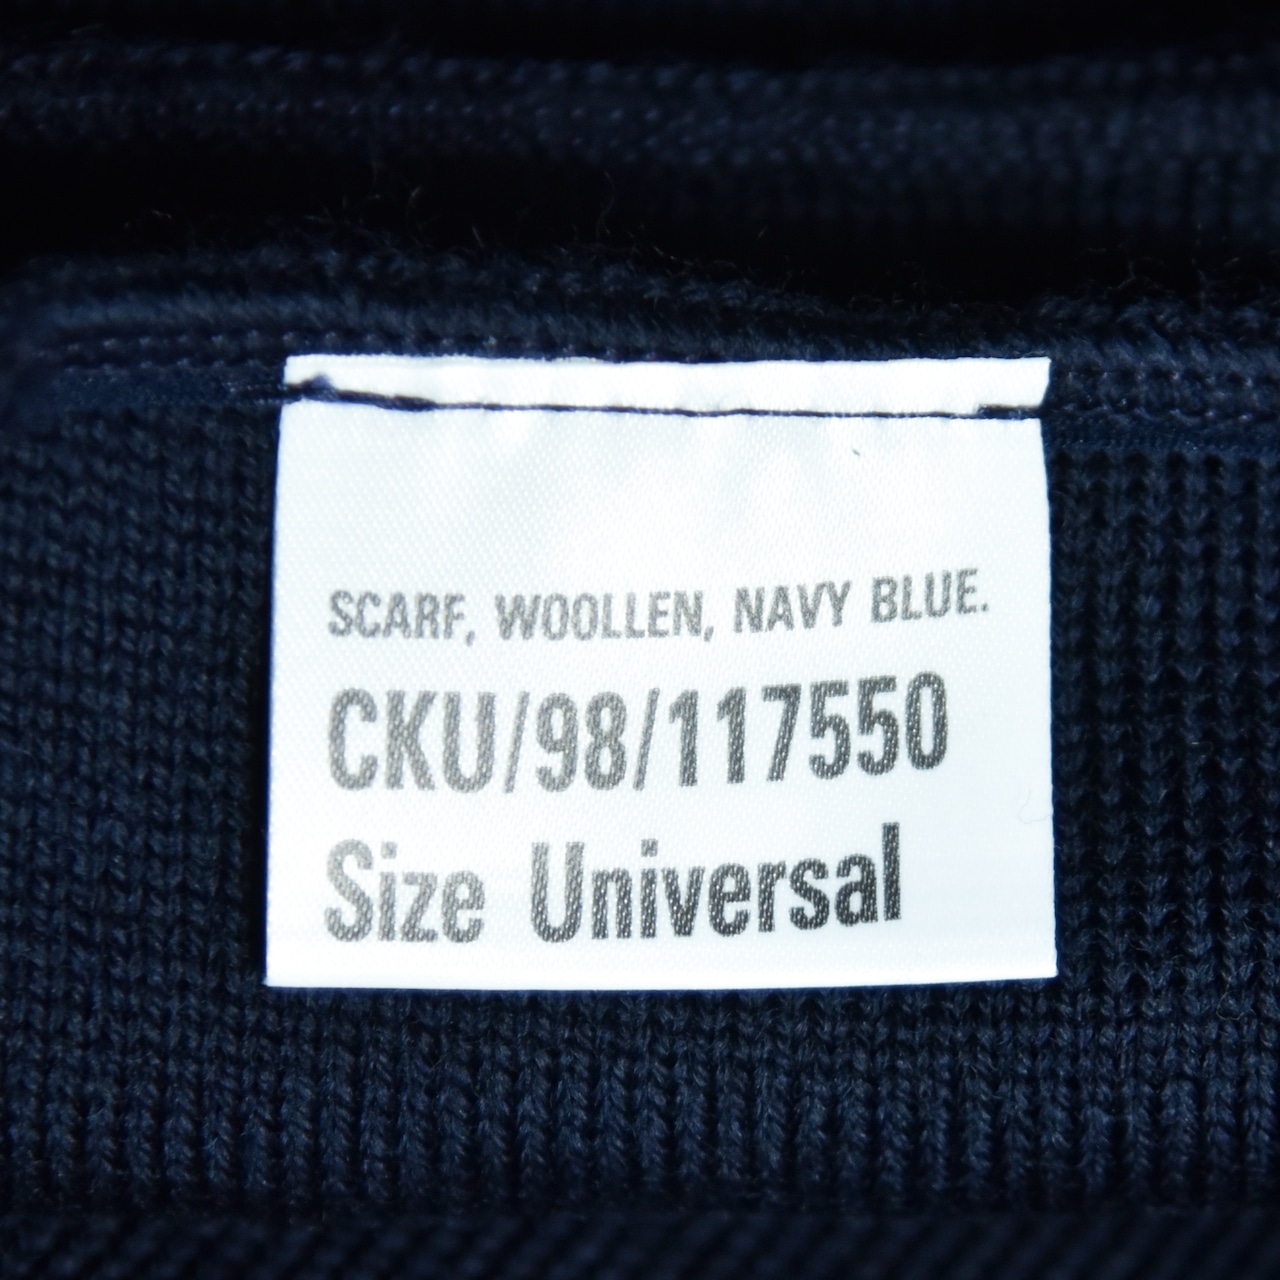 SCARF, WOOLLEN, NAVY BLUE.
CKU/98/117550
Size Universal